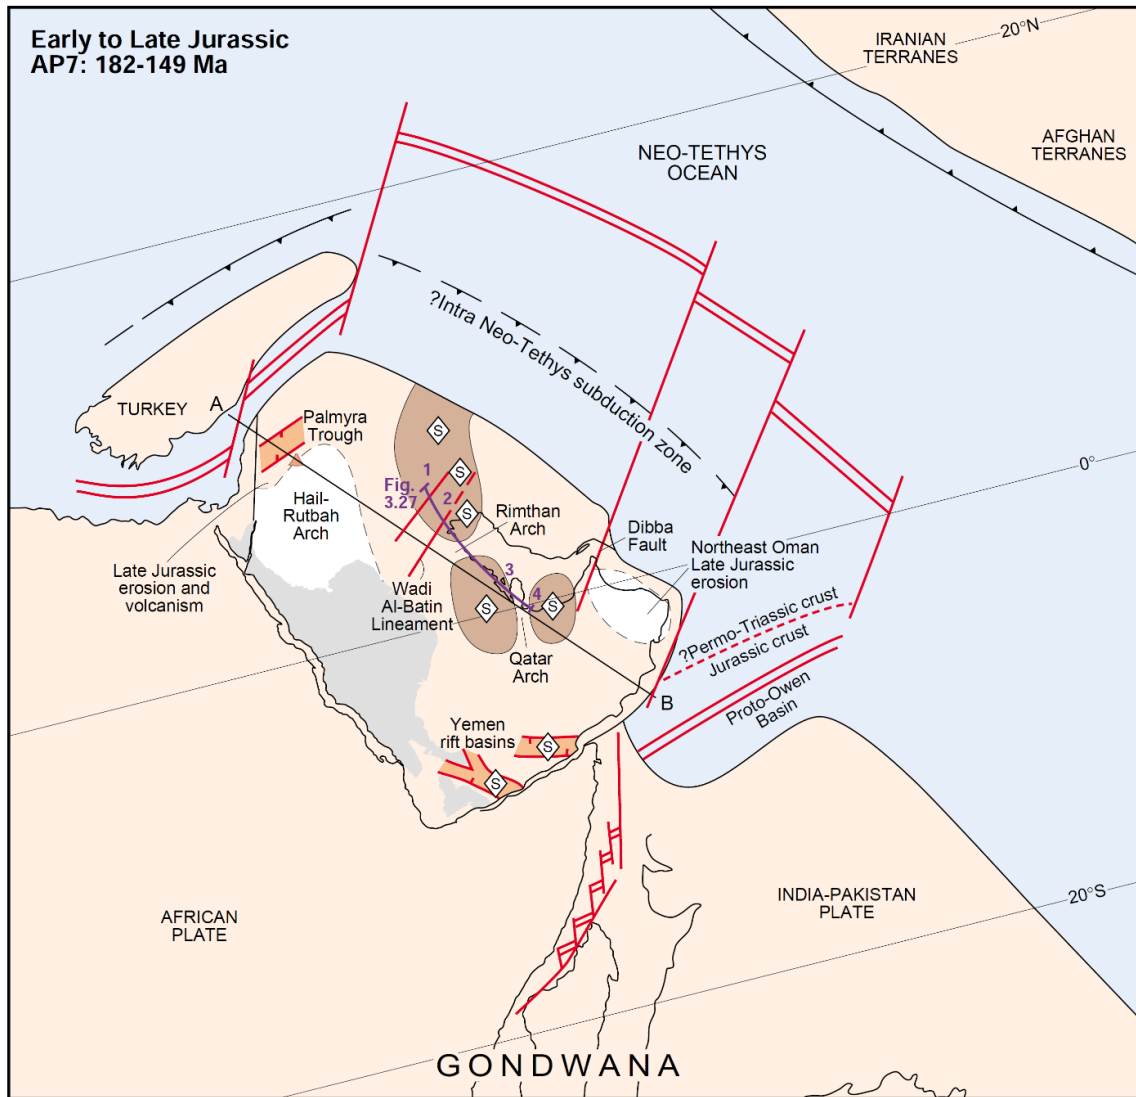 Early to Late Jurassic
AP7: 182-149 Ma
IRANIAN
TERRANES
20°N
AFGHAN
TERRANES
NEO-TETHYS
OCEAN
?Intra Neo-Tethys subduction zone
TURKEY
A
Palmyra
Trough
S
Hail-
Rutbah
Arch
Fig.
3.27
1
S
2
S
Rimthan
Arch
0°
Dibba
Fault
Northeast Oman
Late Jurassic
erosion
Late Jurassic
erosion and
volcanism
Wadi
Al-Batin
Lineament
3
4
S
S
Qatar
Arch
?Permo-Triassic crust
Jurassic crust
B
Proto-Owen
Basin
Yemen
rift basins
S
S
AFRICAN
PLATE
INDIA-PAKISTAN
PLATE
20°S
GONDWANA